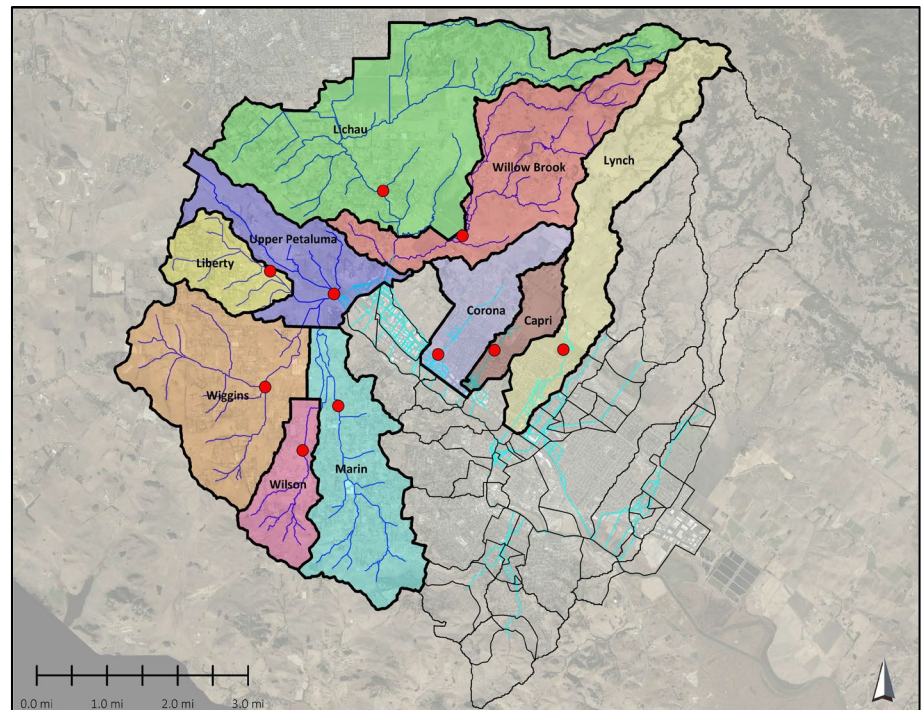 Lichau
Willow Brook
Lynch
Upper Petaluma
Liberty
Corona
Capri
Wiggins
Marin
Wilson
0.0 mi 1.0 mi 2.0 mi 3.0 mi